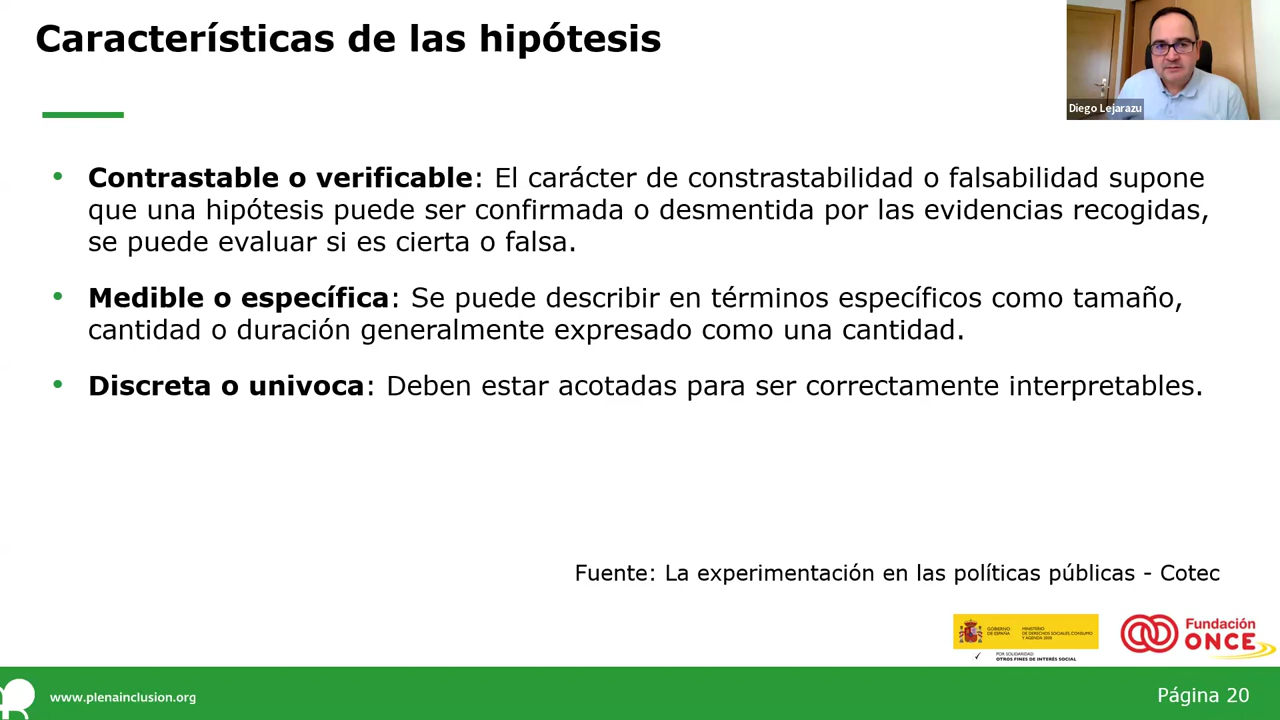 Características de las hipótesis
Diego Lejarazu
• Contrastable o verificable: El carácter de constrastabilidad o falsabilidad supone
que una hipótesis puede ser confirmada o desmentida por las evidencias recogidas,
se puede evaluar si es cierta o falsa.
• Medible o específica: Se puede describir en términos específicos como tamaño,
cantidad o duración generalmente expresado como una cantidad.
• Discreta o univoca: Deben estar acotadas para ser correctamente interpretables.
Fuente: La experimentación en las políticas públicas - Cotec
GOBIERNO
DE ESPAÑA
MINISTERIO
DE DERECHOS SOCIALES, CONSUMO
Y AGENDA 2030
POR SOLIDARIDAD
OTROS FINES DE INTERÉS SOCIAL
Fundación
ONCE
www.plenainclusion.org
Página 20